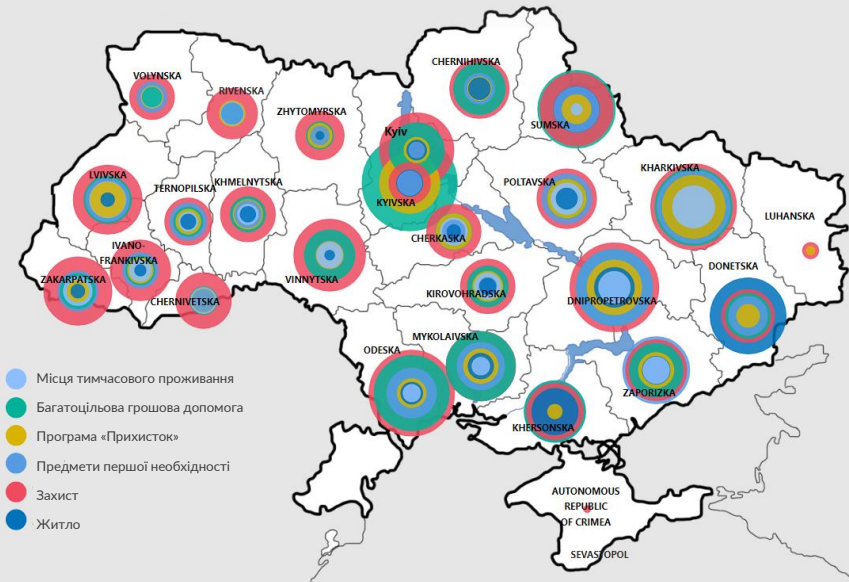 CHERNIHIVSKA
VOLYNSKA
RIVENSKA
ZHYTOMYRSKA
SUMSKA
Kyiv
KHARKIVSKA
LVIVSKA
TERNOPILSKA
KHMELNYTSKA
KYIVSKA
POLTAVSKA
LUHANSKA
CHERKASKA
IVANO-
FRANKIVSKA
DONETSKA
ZAKARPATSKA
VINNYTSKA
CHERNIVETSKA
KIROVOHRADSKA
DNIPROPETROVSKA
MYKOLAIVSKA
ODESKA
ZAPORIZKA
KHERSONSKA
Місця тимчасового проживання
Багатоцільова грошова допомога
Програма «Прихисток»
Предмети першої необхідності
Захист
Житло
AUTONOMOUS
REPUBLIC
OF CRIMEA
SEVASTOPOL